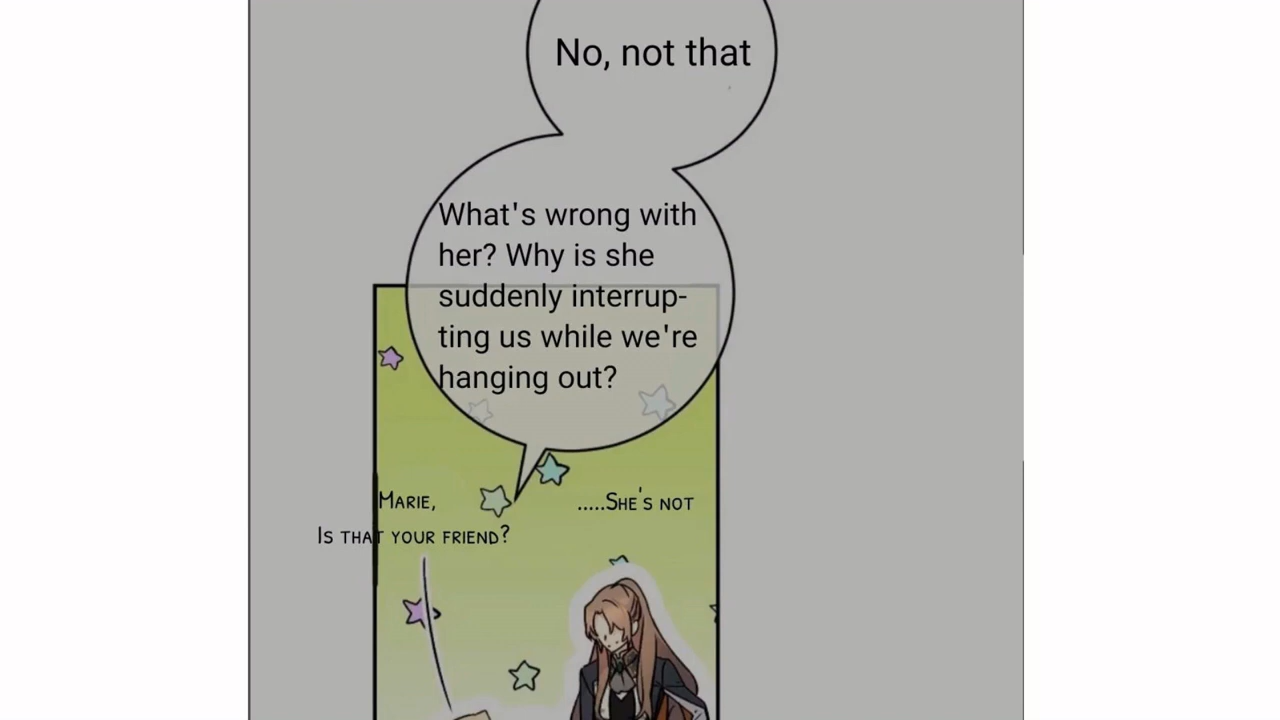 No, not that
What's wrong with
her? Why is she
suddenly interrup-
ting us while we're
hanging out?
Marie,
Is that your friend?
.....She's not